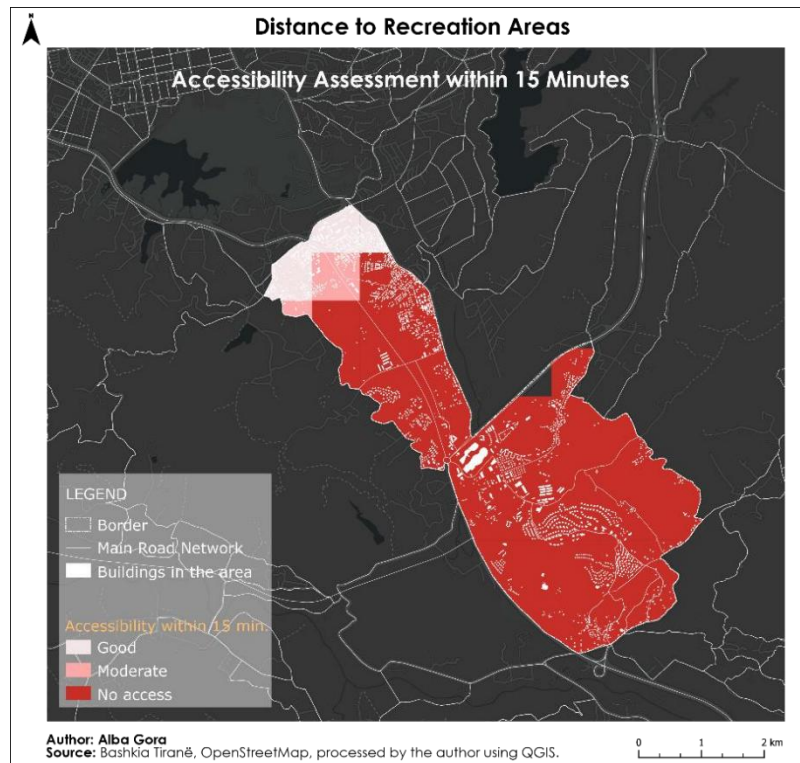 N
Distance to Recreation Areas
Accessibility Assessment within 15 Minutes
LEGEND
Border
Main Road Network
Buildings in the area
Accessibility within 15 min.
Good
Moderate
No access
Author: Alba Gora
Source: Bashkia Tiranë, OpenStreetMap, processed by the author using QGIS.
0 1 2 km